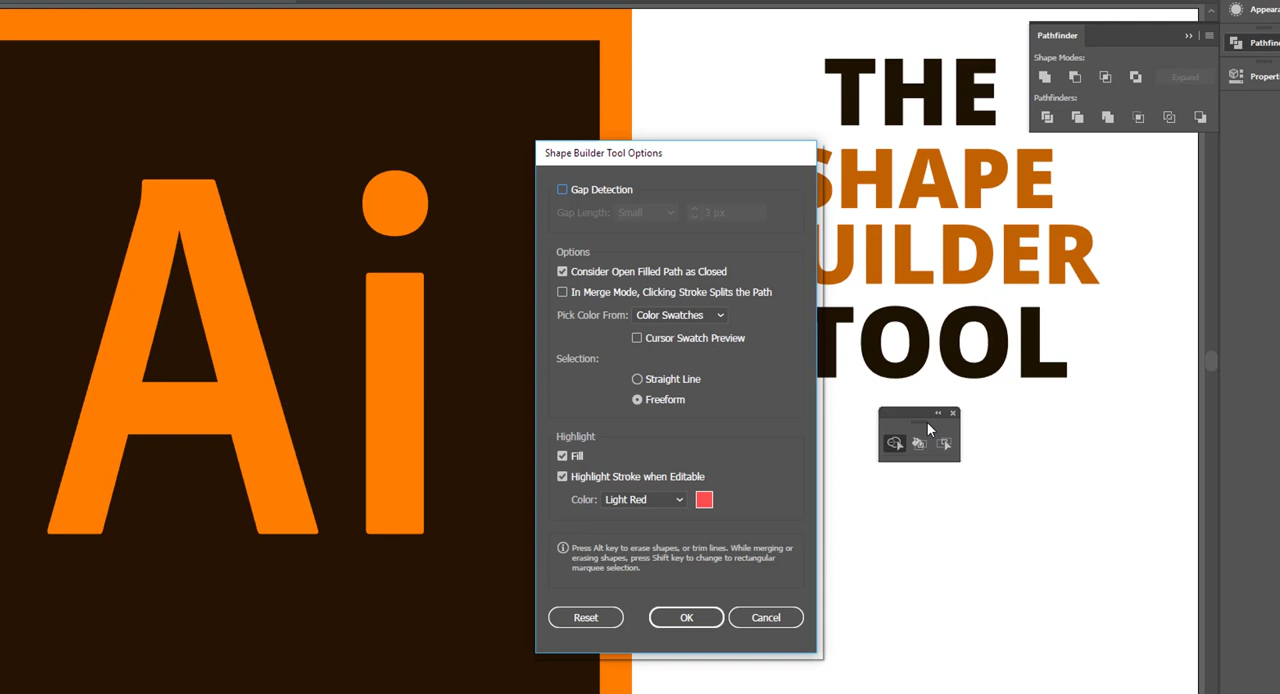 Appeara
Pathfinder
Pathfin
Shape Modes:
Expand
Propert
Pathfinders:
THE
SHAPE
UILDER
TOOL
Ai
Shape Builder Tool Options
Gap Detection
Gap Length: Small 3 px
Options
Consider Open Filled Path as Closed
In Merge Mode, Clicking Stroke Splits the Path
Pick Color From: Color Swatches
Cursor Swatch Preview
Selection:
Straight Line
Freeform
Highlight
Fill
Highlight Stroke when Editable
Color: Light Red
Press Alt key to erase shapes, or trim lines. While merging or
erasing shapes, press Shift key to change to rectangular
marquee selection.
Reset OK Cancel